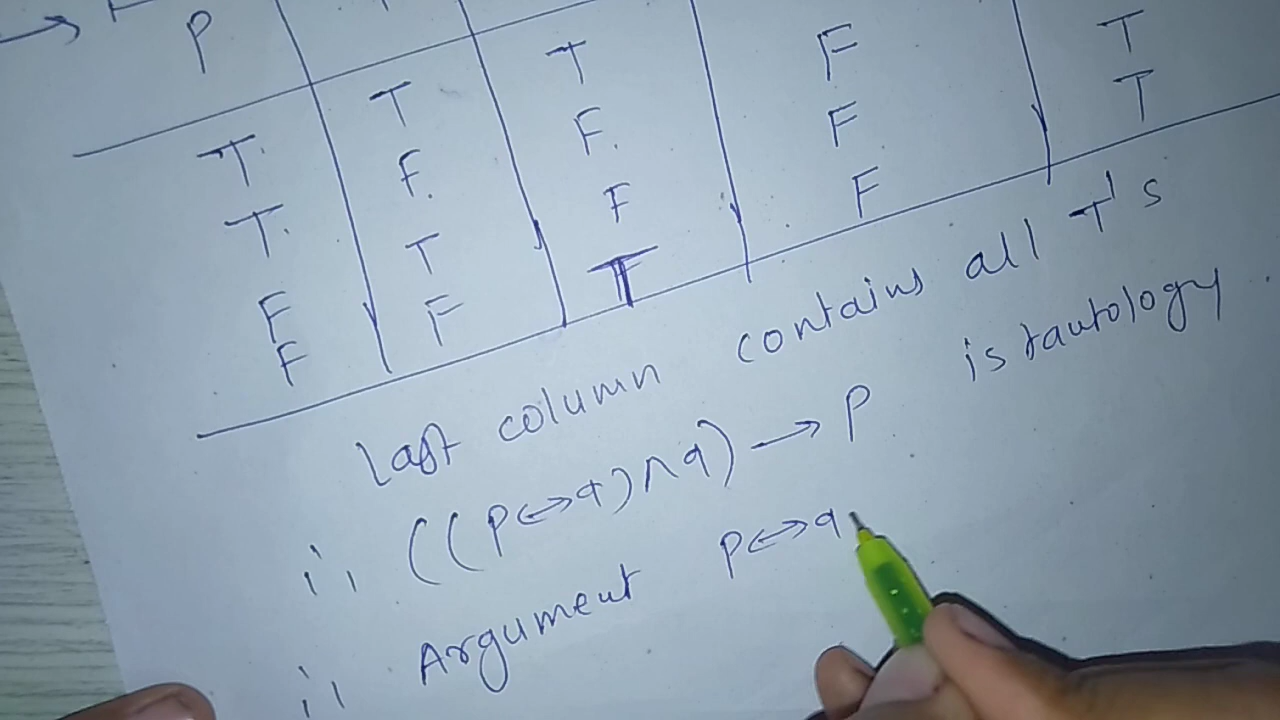 P
T T T F T
T F F F T
F T F F
F F T
last column contains all T's
∴ ((P↔q)∧q) → P is tautology.
∴ Argument P↔q